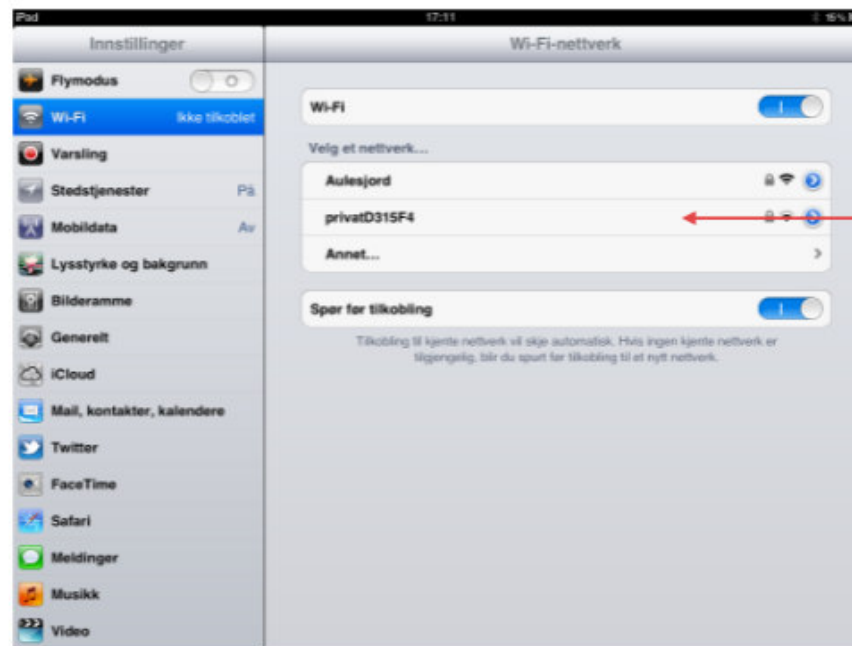 iPad
17:11
15%
Innstillinger
Wi-Fi-nettverk
Flymodus
Wi-Fi
Ikke tilkoblet
Varsling
Stedstjenester
På
Mobildata
Av
Lysstyrke og bakgrunn
Bilderamme
Generelt
iCloud
Mail, kontakter, kalendere
Twitter
FaceTime
Safari
Meldinger
Musikk
Video
Wi-Fi
Velg et nettverk...
Aulesjord
privatD315F4
Annet...
Spør før tilkobling
Tilkobling til kjente nettverk vil skje automatisk. Hvis ingen kjente nettverk er
tilgjengelig, blir du spurt før tilkobling til et nytt nettverk.